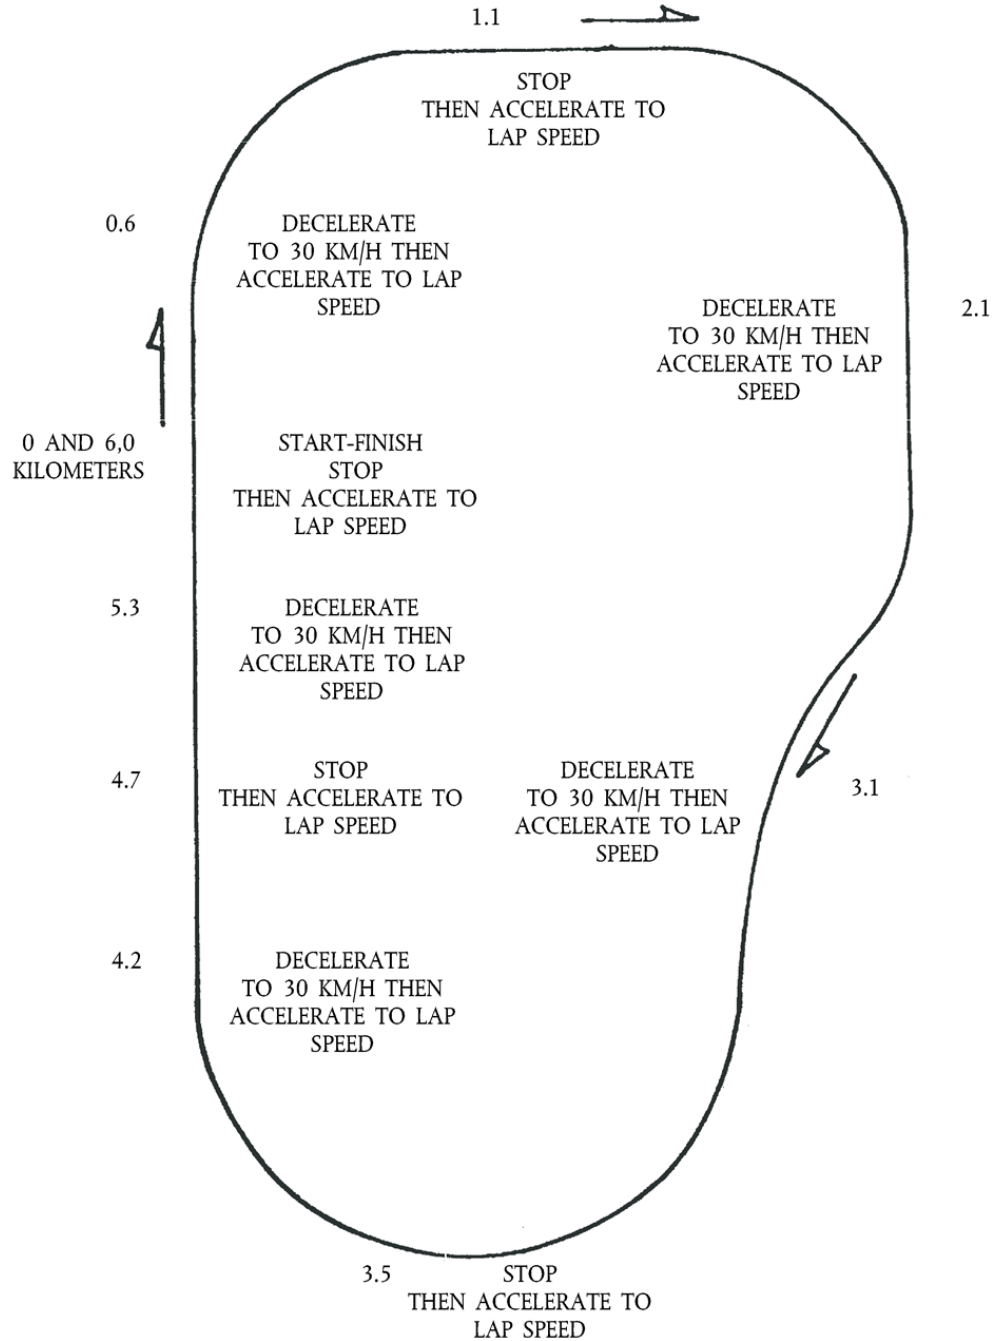 1.1
STOP
THEN ACCELERATE TO
LAP SPEED
0.6
DECELERATE
TO 30 KM/H THEN
ACCELERATE TO LAP
SPEED
DECELERATE
TO 30 KM/H THEN
ACCELERATE TO LAP
SPEED
2.1
0 AND 6,0
KILOMETERS
START-FINISH
STOP
THEN ACCELERATE TO
LAP SPEED
5.3
DECELERATE
TO 30 KM/H THEN
ACCELERATE TO LAP
SPEED
4.7
STOP
THEN ACCELERATE TO
LAP SPEED
DECELERATE
TO 30 KM/H THEN
ACCELERATE TO LAP
SPEED
3.1
4.2
DECELERATE
TO 30 KM/H THEN
ACCELERATE TO LAP
SPEED
3.5
STOP
THEN ACCELERATE TO
LAP SPEED